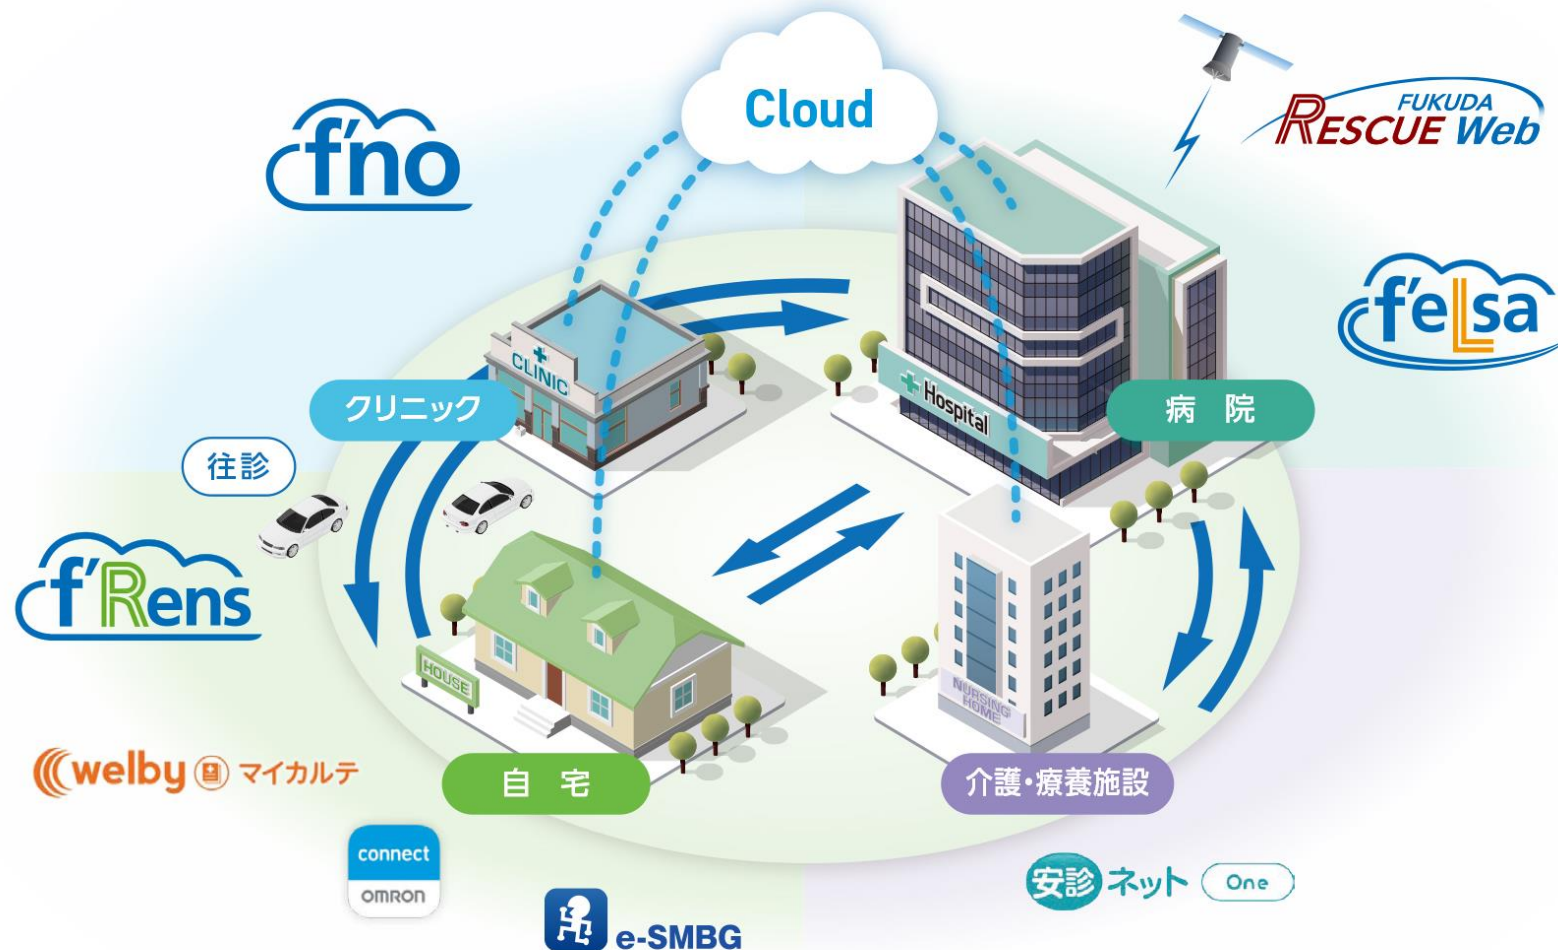 Cloud
FUKUDA
RESCUE Web
f'no
f'eLsa
CLINIC
クリニック
Hospital
病 院
往診
f'Rens
HOUSE
NURSING
HOME
welby マイカルテ
自 宅
介護・療養施設
connect
OMRON
安診ネット One
e-SMBG